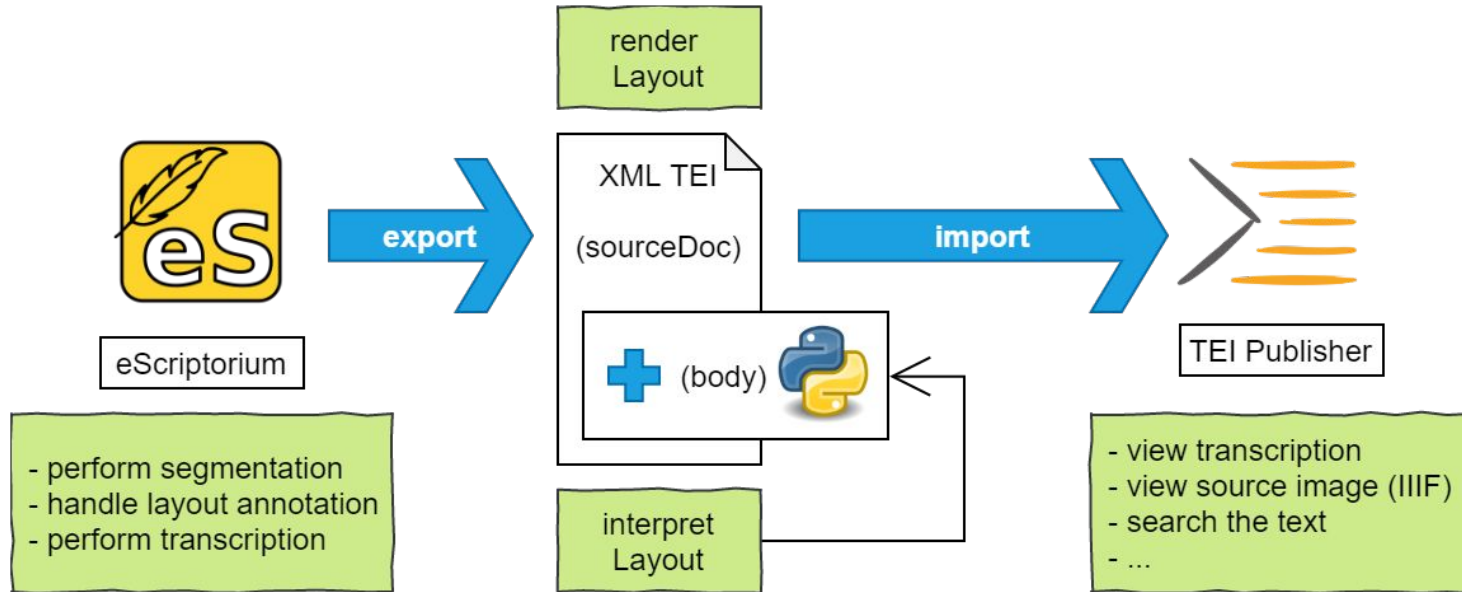 render
Layout
eS
export
XML TEI
(sourceDoc)
import
(body)
eScriptorium
TEI Publisher
- perform segmentation
- handle layout annotation
- perform transcription
interpret
Layout
- view transcription
- view source image (IIIF)
- search the text
- ...